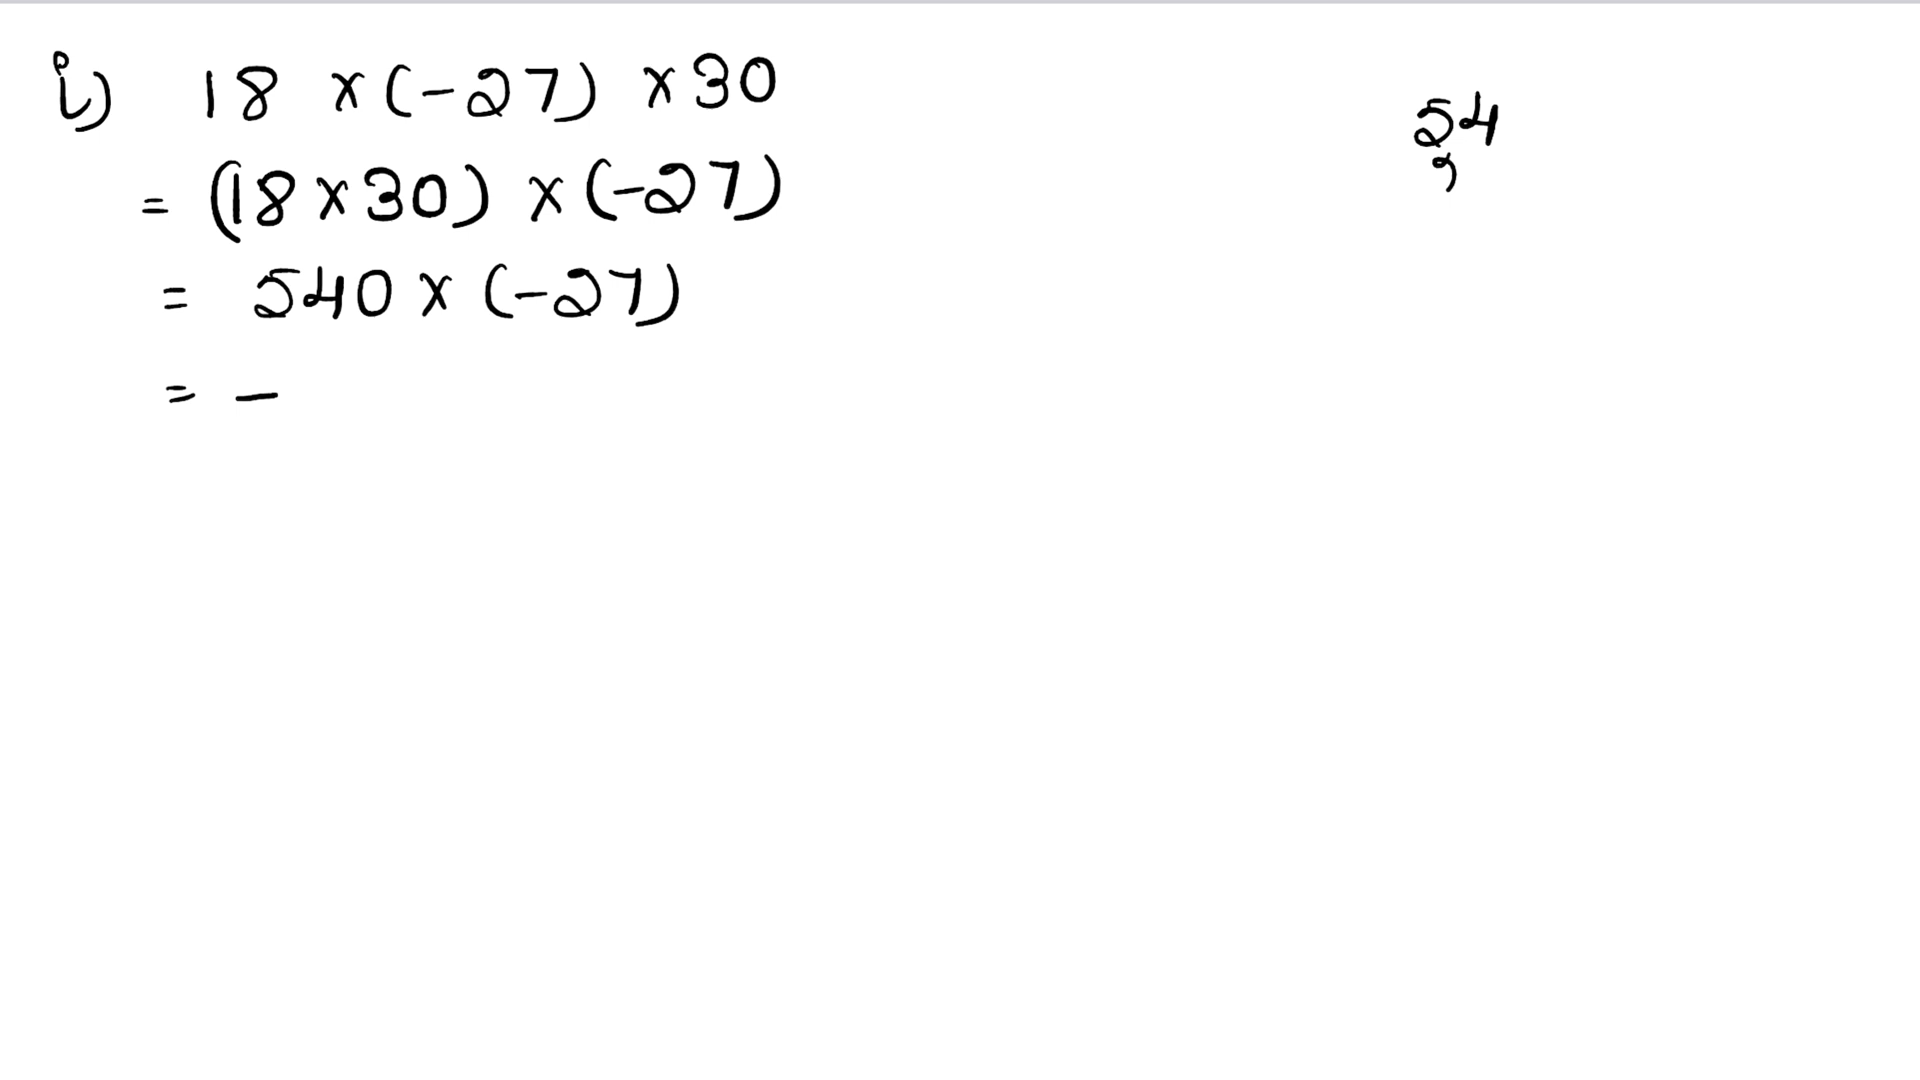 i) 18 ×(-27) ×30
= (18×30) ×(-27)
= 540 × (-27)
= -
54